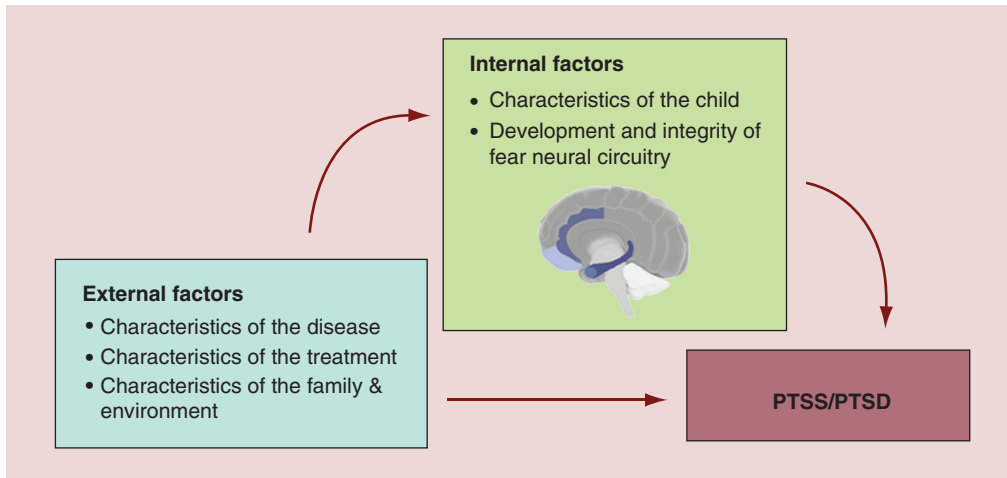 Internal factors
• Characteristics of the child
• Development and integrity of
fear neural circuitry
External factors
• Characteristics of the disease
• Characteristics of the treatment
• Characteristics of the family &
environment
PTSS/PTSD